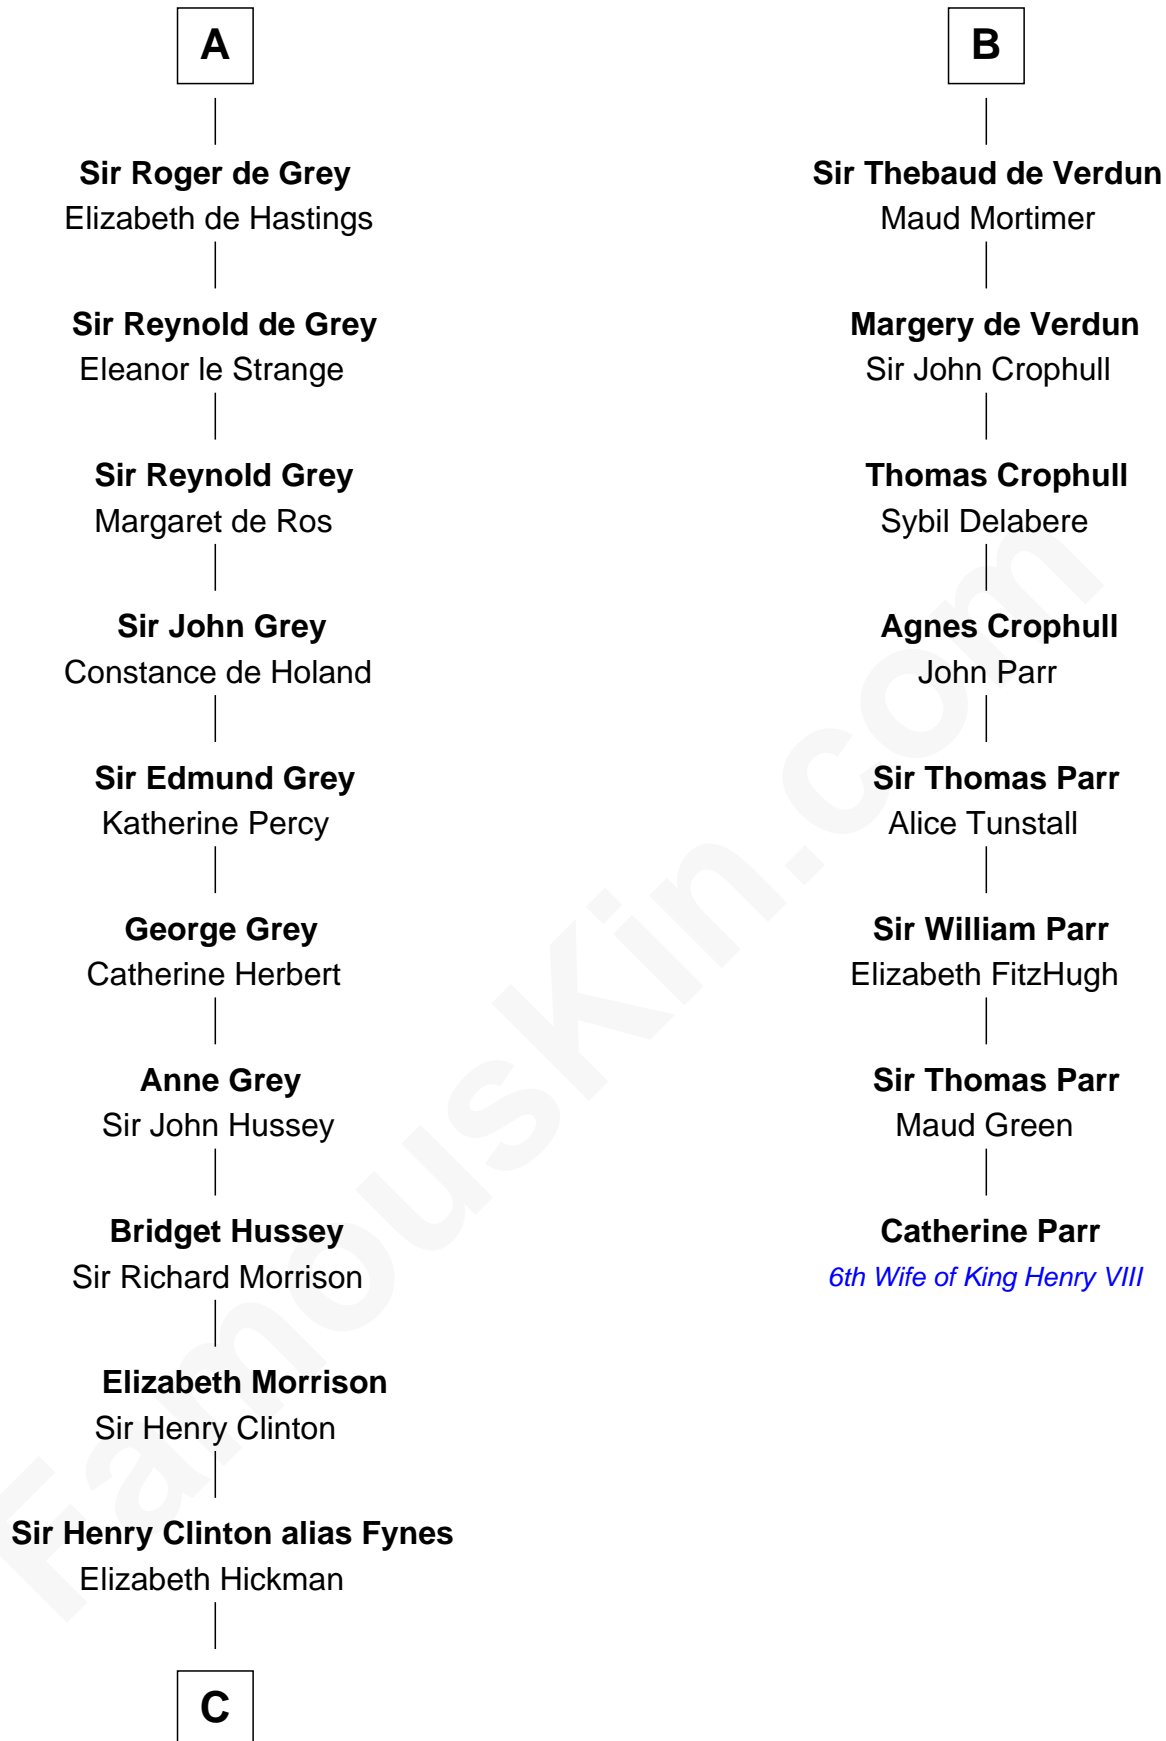 A
Sir Roger de Grey
Elizabeth de Hastings
Sir Reynold de Grey
Eleanor le Strange
Sir Reynold Grey
Margaret de Ros
Sir John Grey
Constance de Holand
Sir Edmund Grey
Katherine Percy
George Grey
Catherine Herbert
Anne Grey
Sir John Hussey
Bridget Hussey
Sir Richard Morrison
Elizabeth Morrison
Sir Henry Clinton
Sir Henry Clinton alias Fynes
Elizabeth Hickman
C
B
Sir Thebaud de Verdun
Maud Mortimer
Margery de Verdun
Sir John Crophull
Thomas Crophull
Sybil Delabere
Agnes Crophull
John Parr
Sir Thomas Parr
Alice Tunstall
Sir William Parr
Elizabeth FitzHugh
Sir Thomas Parr
Maud Green
Catherine Parr
6th Wife of King Henry VIII
FamousKin.com